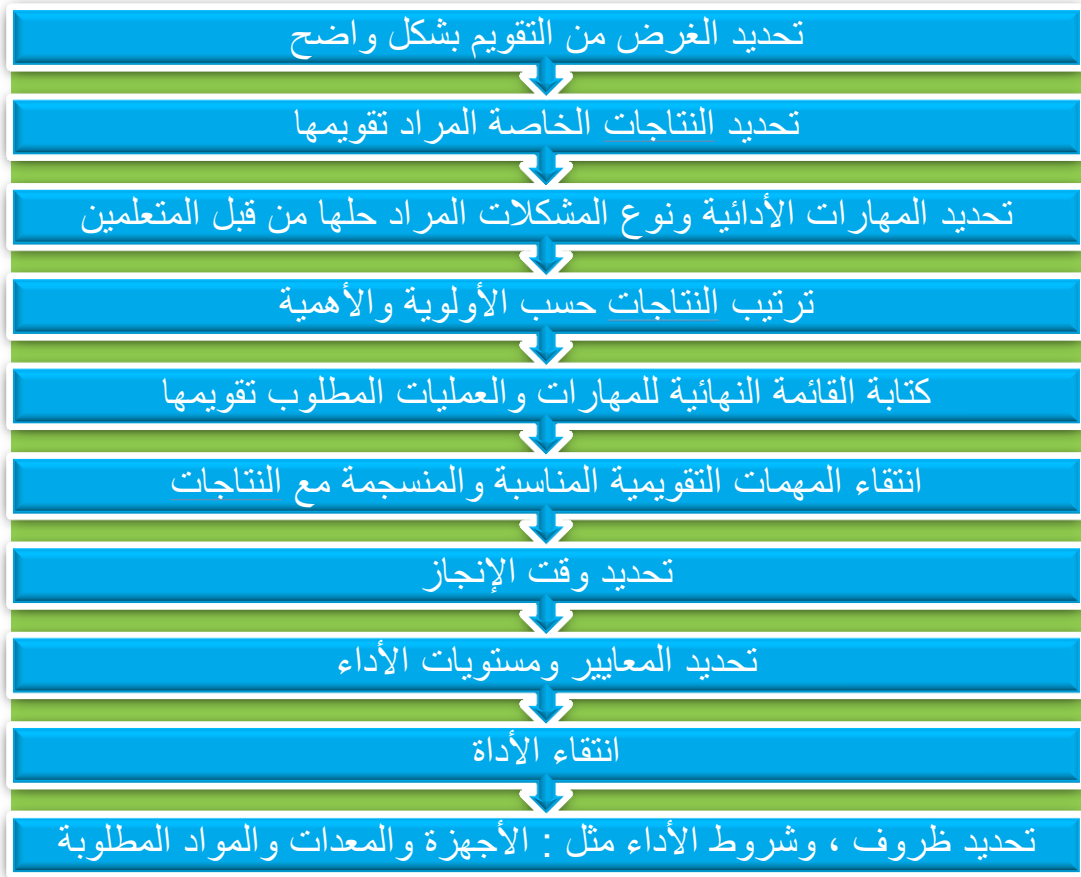 تحديد الغرض من التقويم بشكل واضح
تحديد النتاجات الخاصة المراد تقويمها
تحديد المهارات الأدائية ونوع المشكلات المراد حلها من قبل المتعلمين
ترتيب النتاجات حسب الأولوية والأهمية
كتابة القائمة النهائية للمهارات والعمليات المطلوب تقويمها
انتقاء المهمات التقويمية المناسبة والمنسجمة مع النتاجات
تحديد وقت الإنجاز
تحديد المعايير ومستويات الأداء
انتقاء الأداة
تحديد ظروف ، وشروط الأداء مثل : الأجهزة والمعدات والمواد المطلوبة